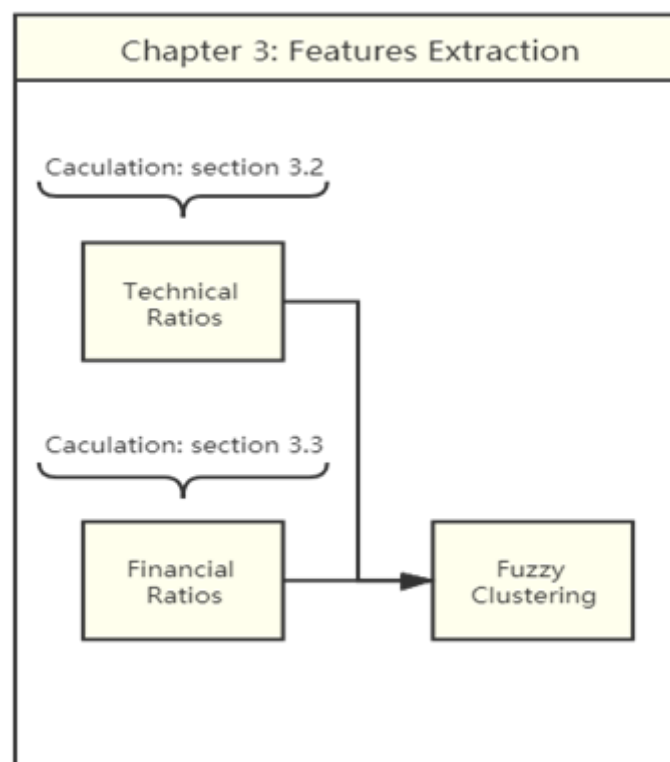 Chapter 3: Features Extraction
Caculation: section 3.2
Technical
Ratios
Caculation: section 3.3
Financial
Ratios
Fuzzy
Clustering